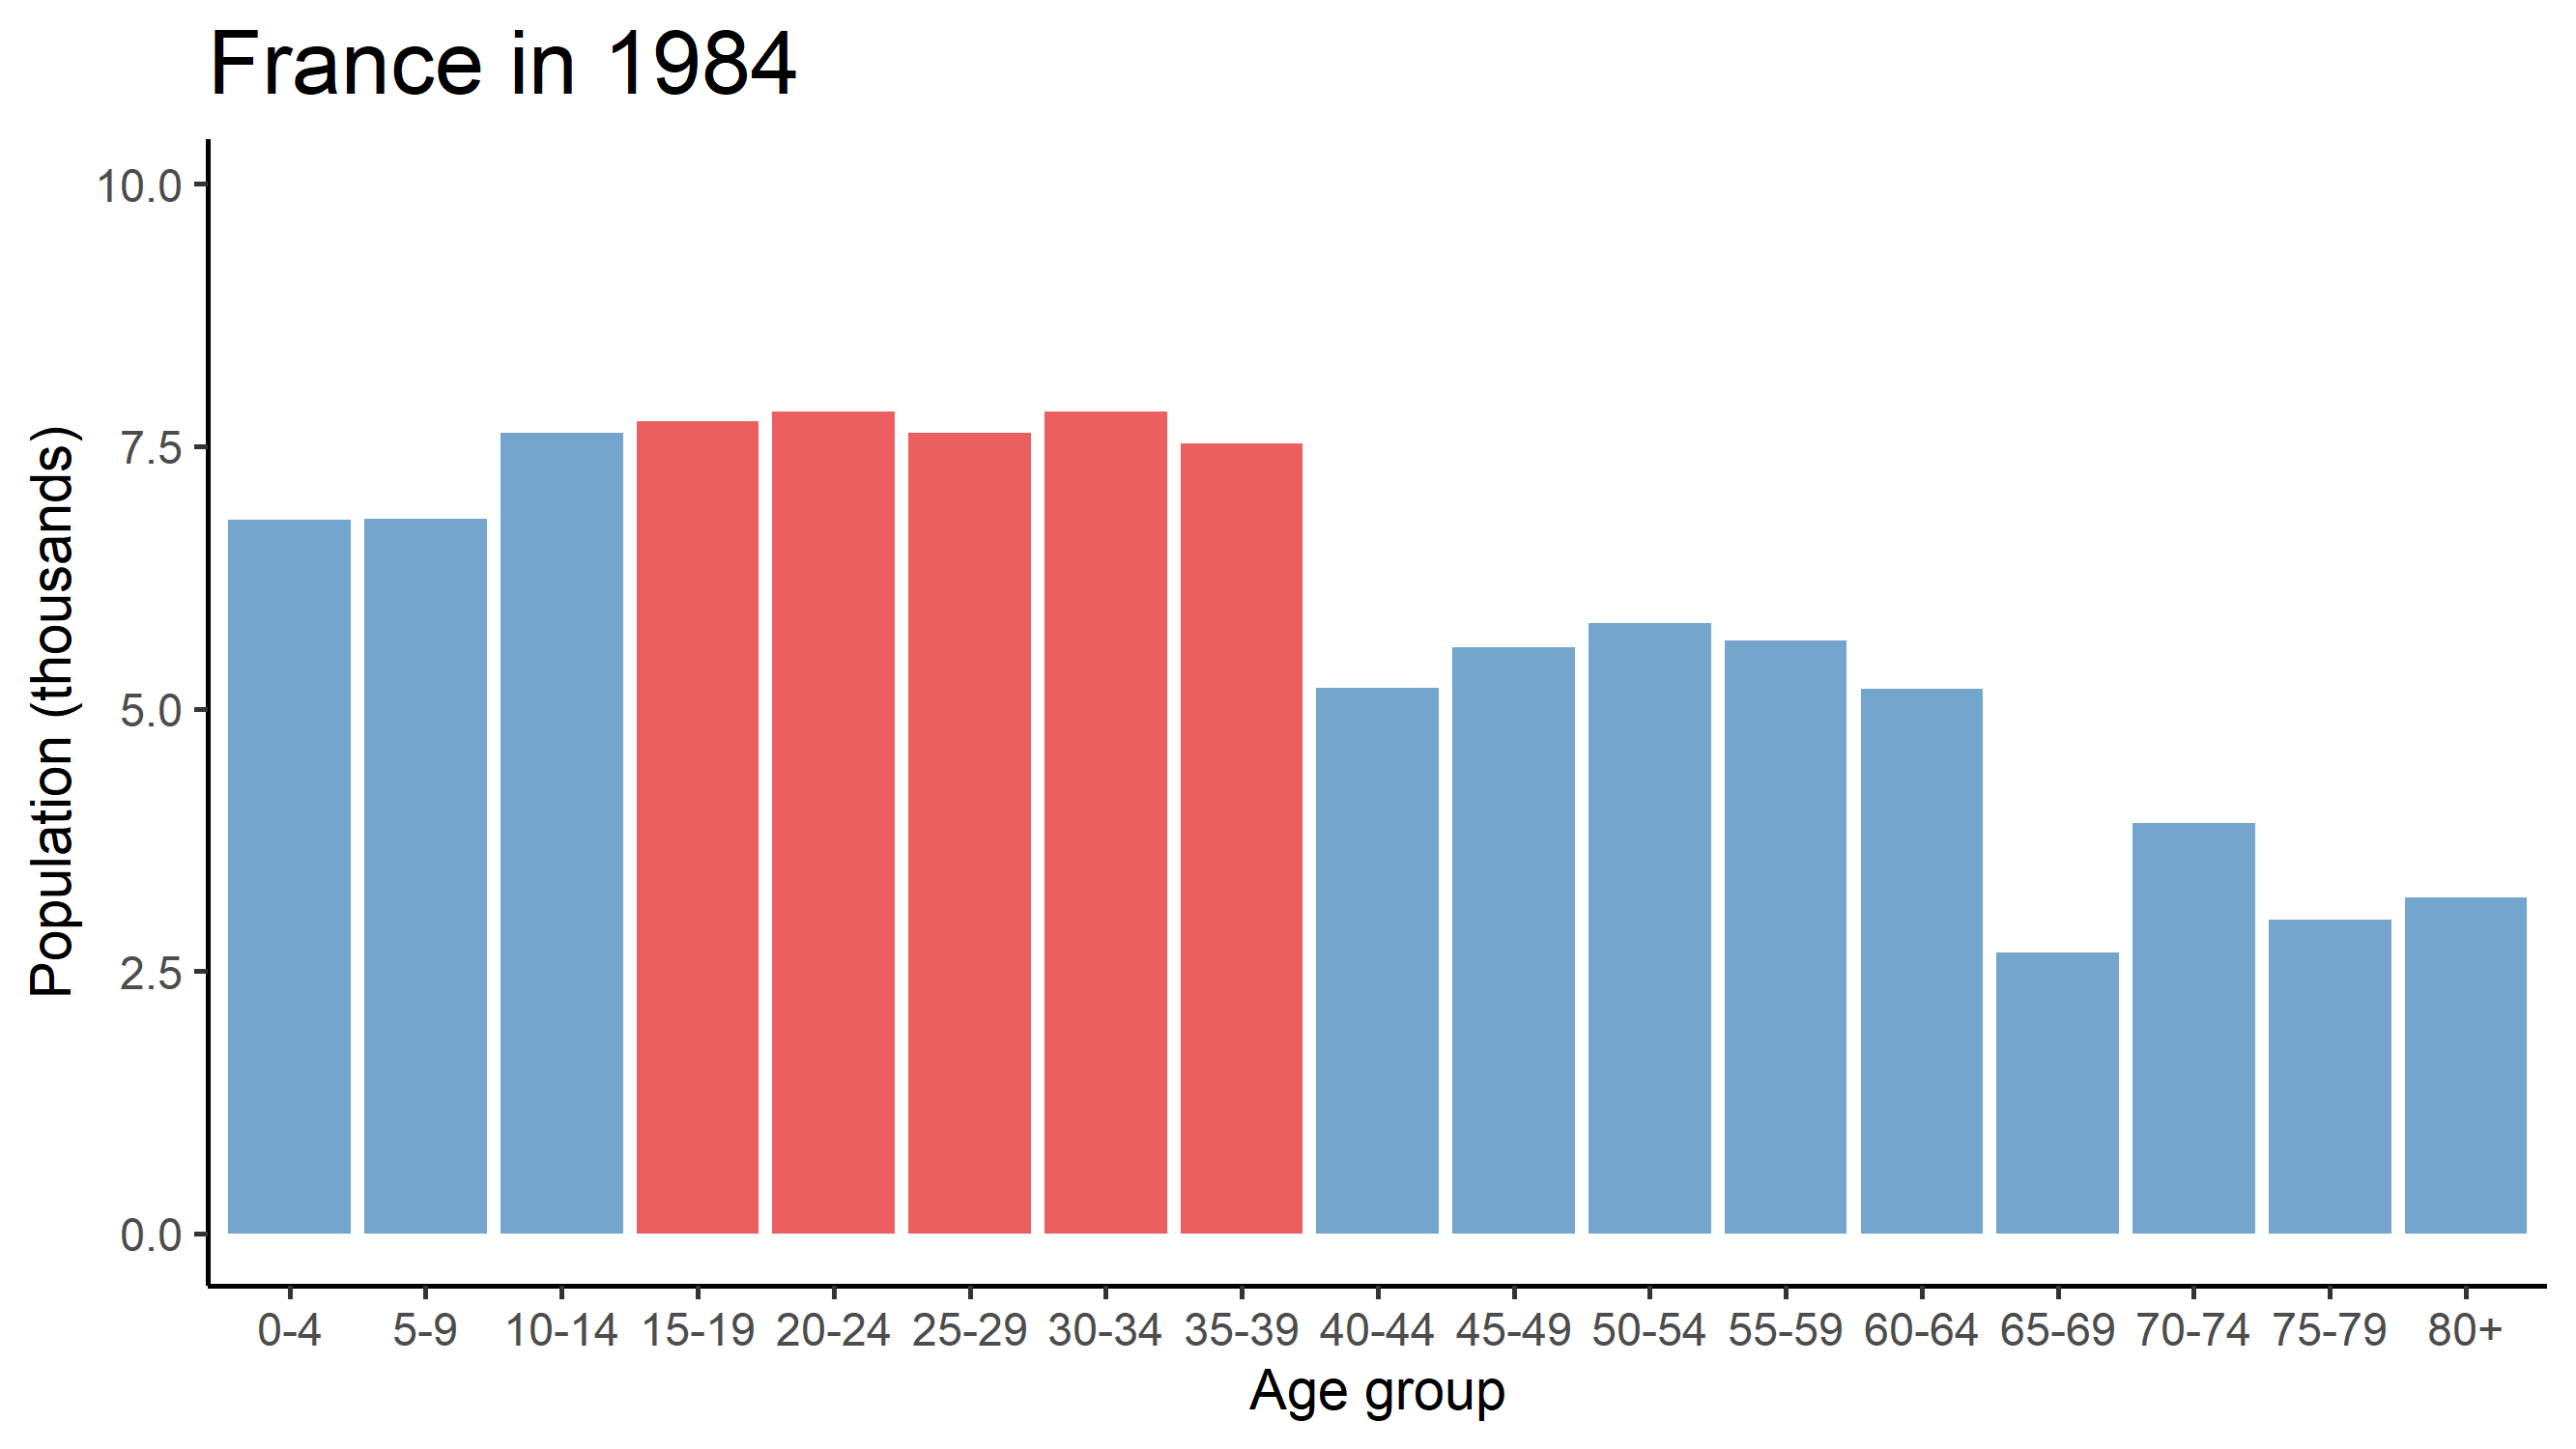 France in 1984
Population (thousands)
10.0
7.5
5.0
2.5
0.0
0-4 5-9 10-14 15-19 20-24 25-29 30-34 35-39 40-44 45-49 50-54 55-59 60-64 65-69 70-74 75-79 80+
Age group